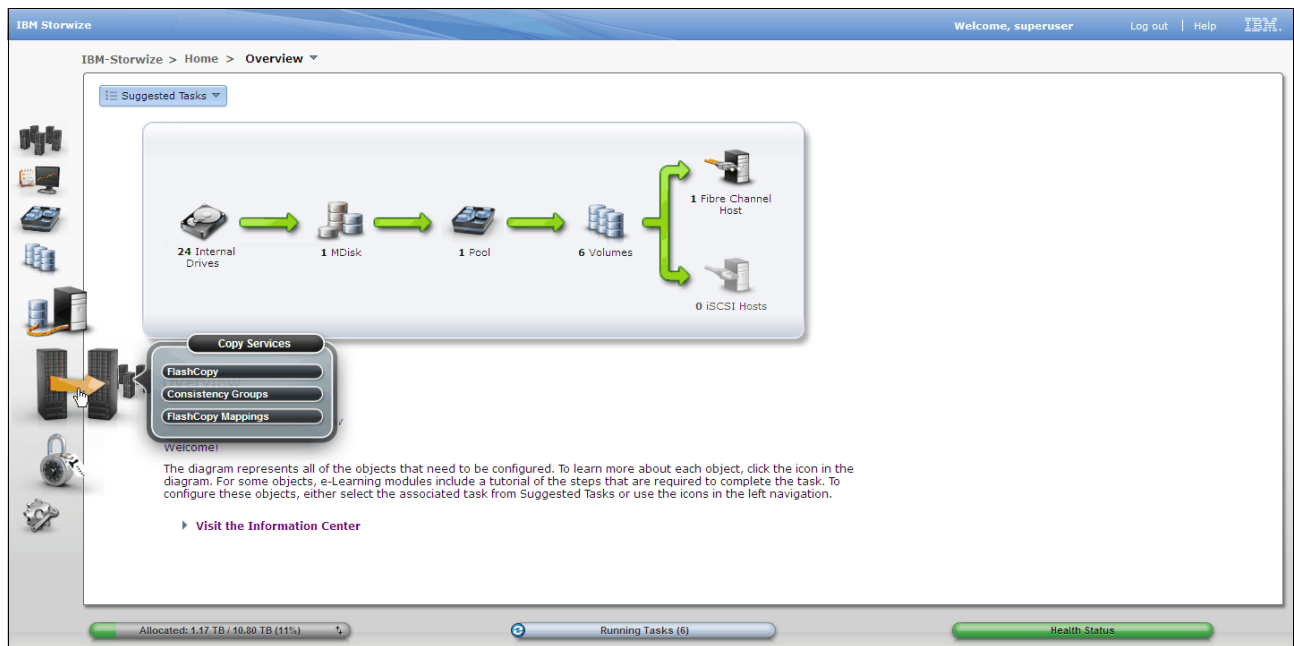 IBM Storwize
Welcome, superuser
Log out | Help
IBM.
IBM-Storwize > Home > Overview
Suggested Tasks
24 Internal Drives
1 MDisk
1 Pool
6 Volumes
1 Fibre Channel Host
0 iSCSI Hosts
Copy Services
FlashCopy
Consistency Groups
FlashCopy Mappings
Welcome!
The diagram represents all of the objects that need to be configured. To learn more about each object, click the icon in the
diagram. For some objects, e-Learning modules include a tutorial of the steps that are required to complete the task. To
configure these objects, either select the associated task from Suggested Tasks or use the icons in the left navigation.
Visit the Information Center
Allocated: 1.17 TB / 10.80 TB (11%)
Running Tasks (6)
Health Status